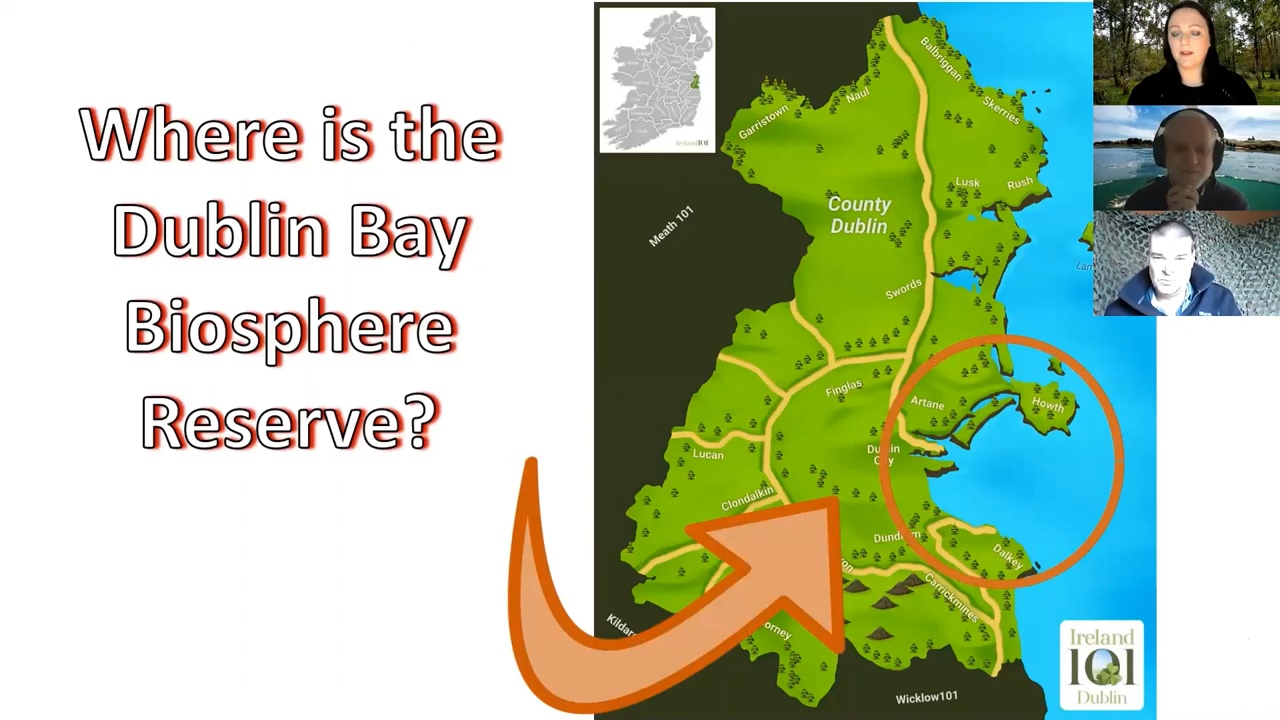 Where is the
Dublin Bay
Biosphere
Reserve?
Ireland101
Balbriggan
Naul
Skerries
Garristown
Lusk
Rush
County
Dublin
Meath 101
Swords
Finglas
Artane
Howth
Lucan
Clondalkin
Dalkey
Carrickmines
Wicklow101
Ireland
101
Dublin